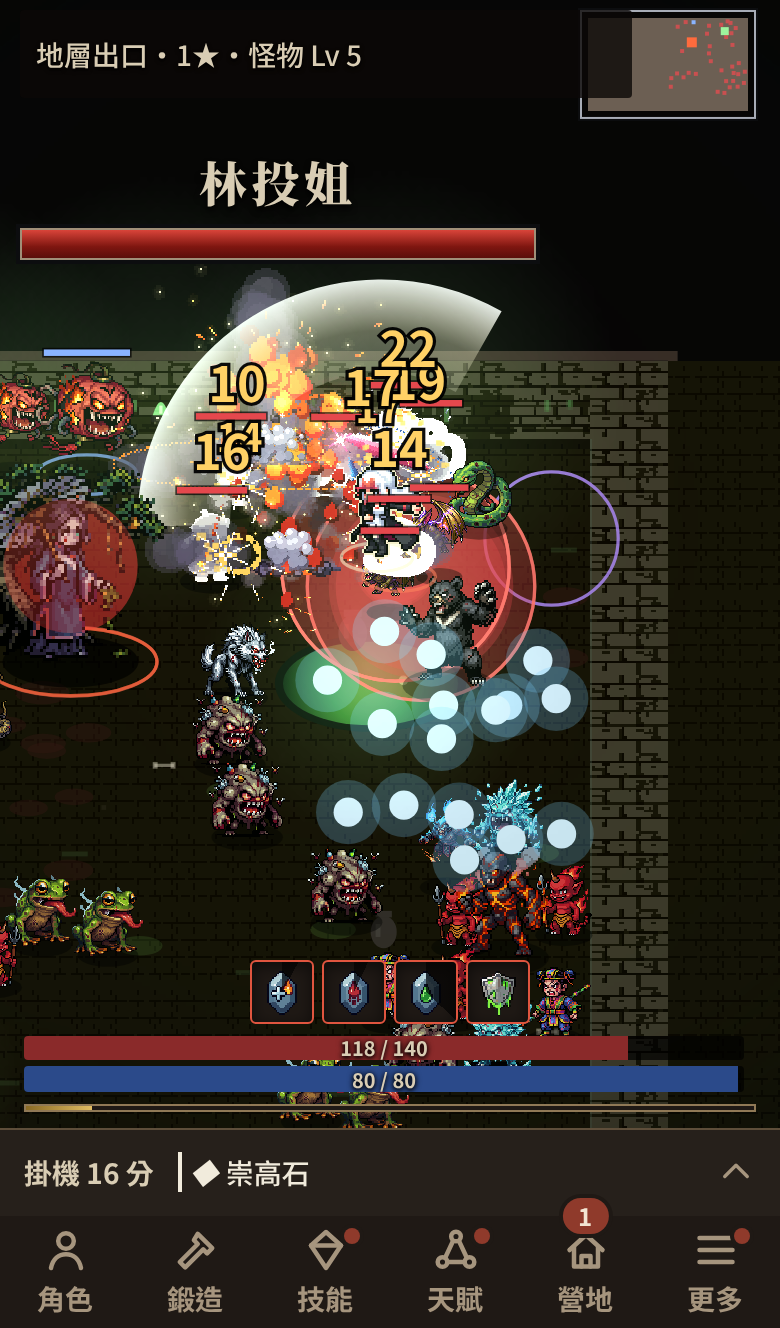 地層出口・1★・怪物 Lv 5
林投姐
22
10
17 19
17
14
16
14
118 / 140
80 / 80
掛機 16 分
崇高石
1
角色
鍛造
技能
天賦
營地
更多